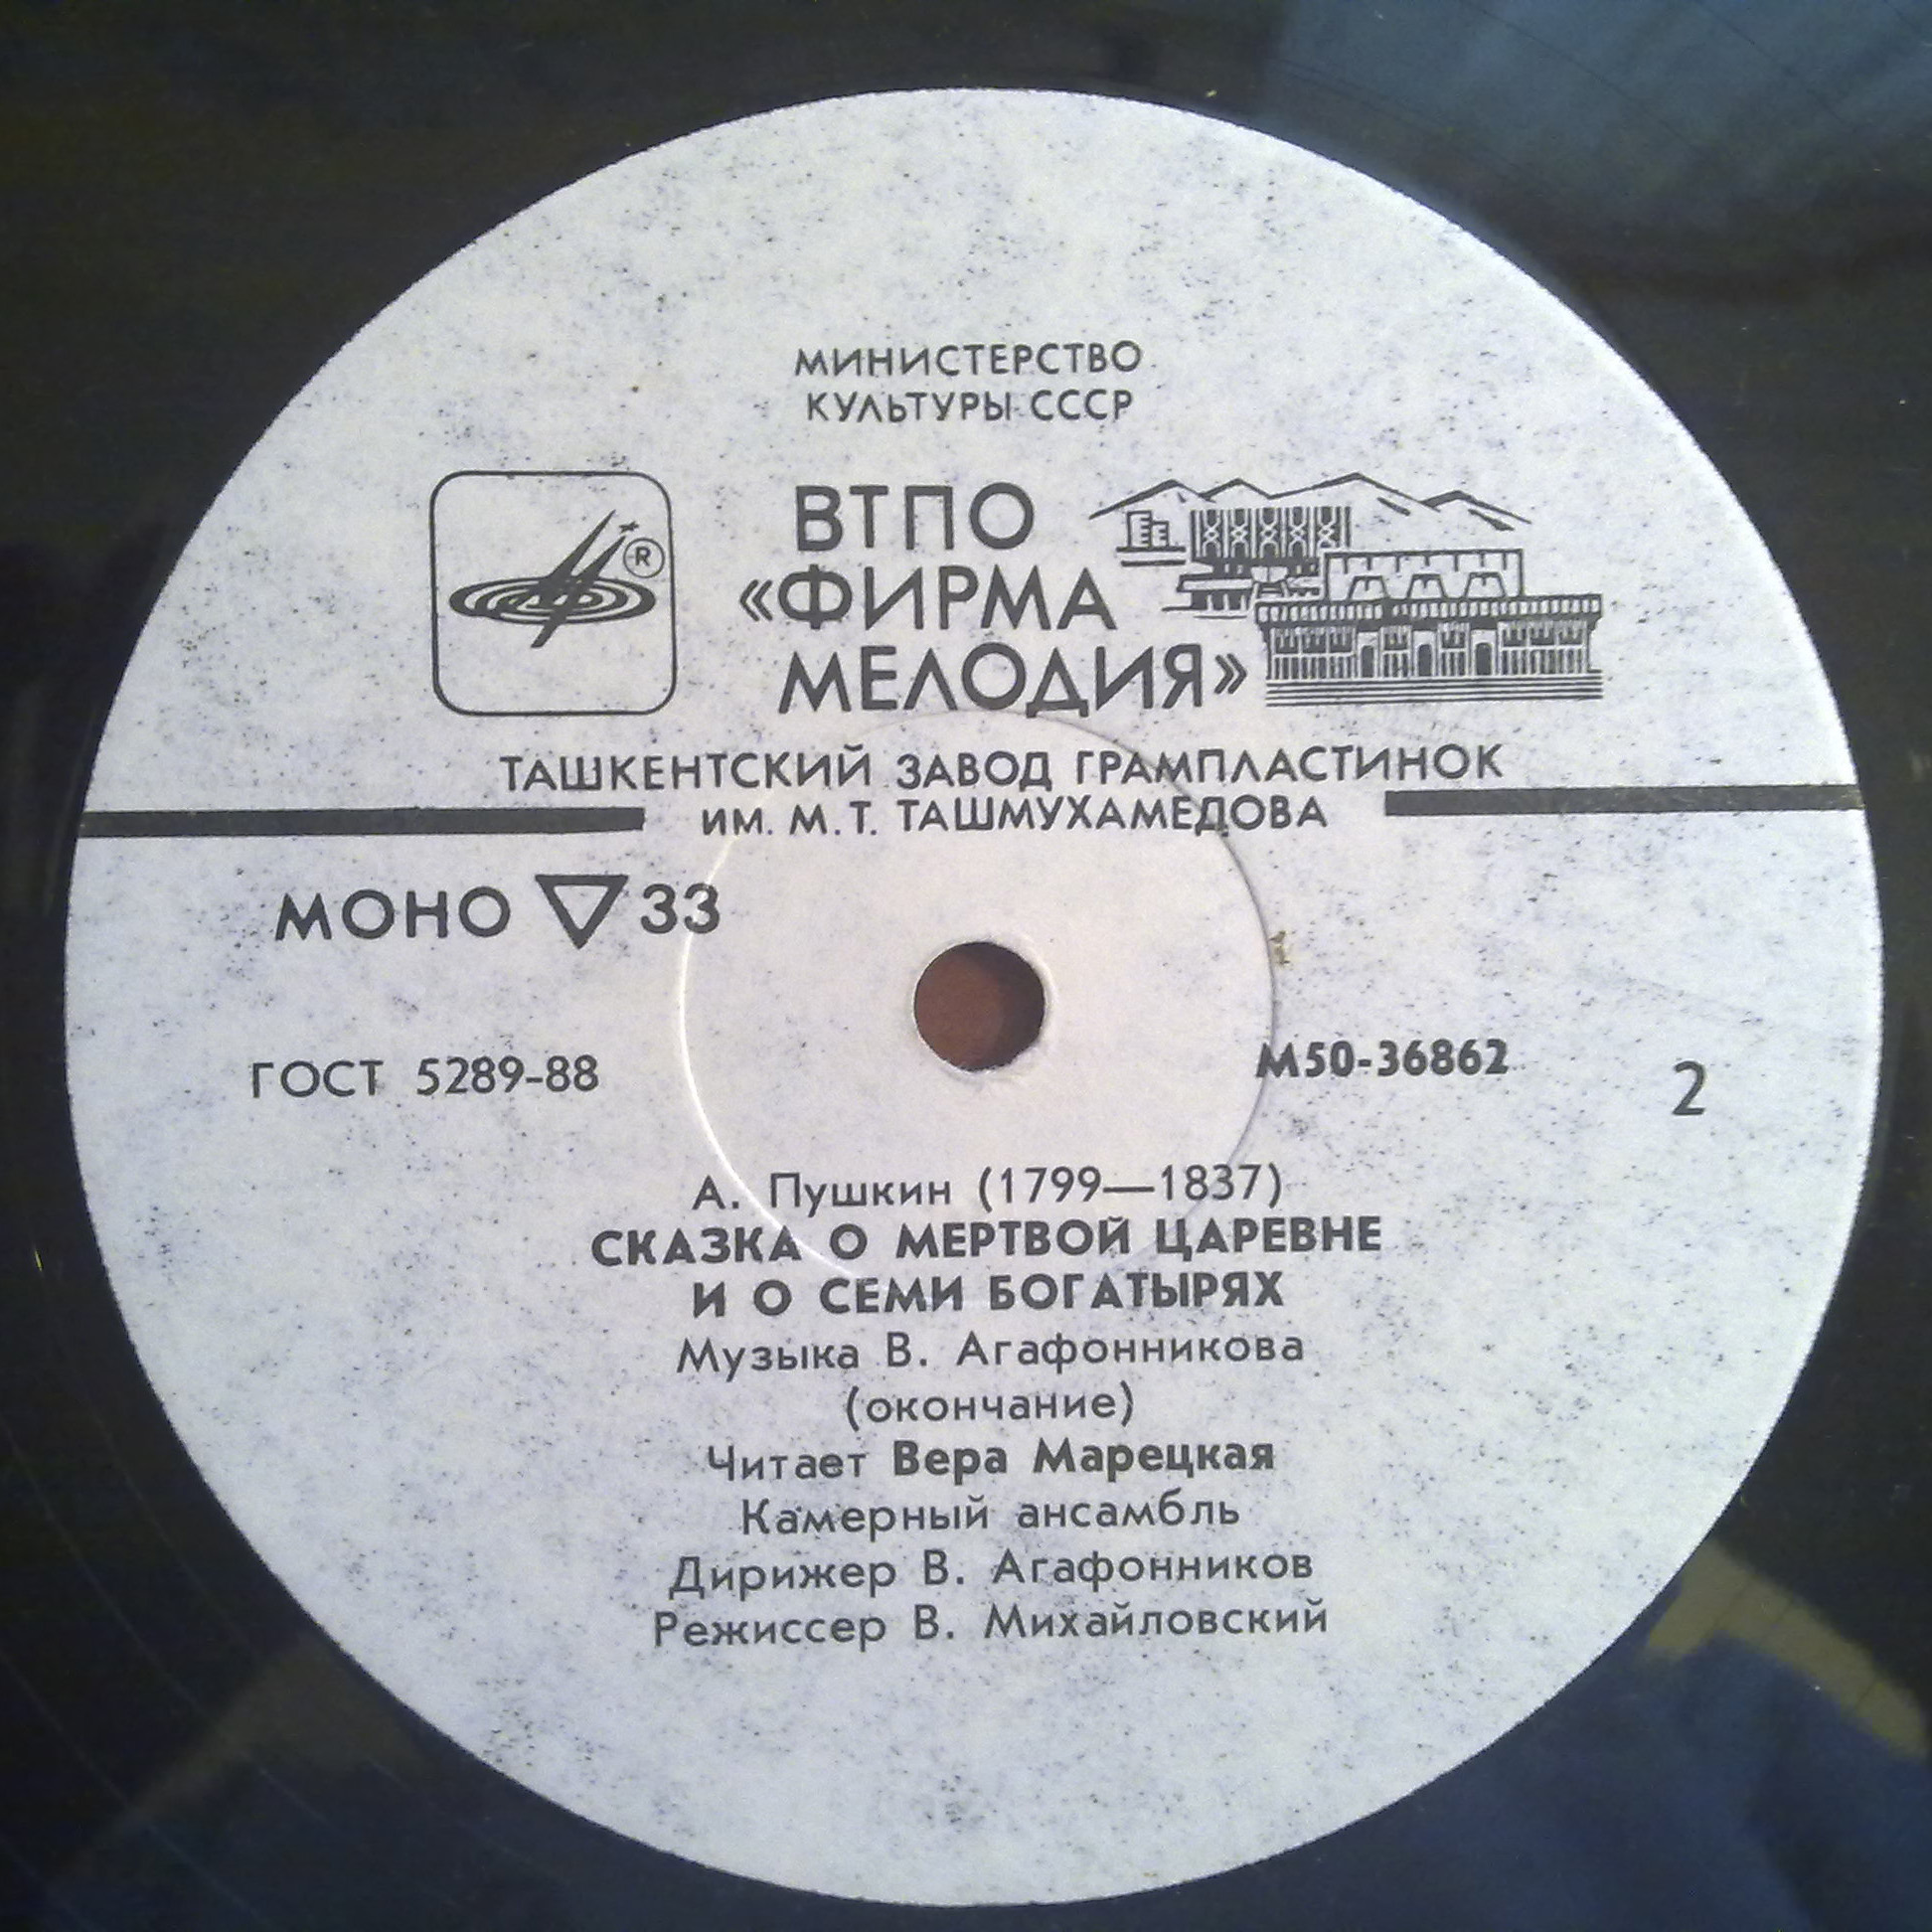 МИНИСТЕРСТВО
КУЛЬТУРЫ СССР
ВТПО
«ФИРМА
МЕЛОДИЯ»
®
ТАШКЕНТСКИЙ ЗАВОД ГРАМПЛАСТИНОК
ИМ. М.Т. ТАШМУХАМЕДОВА
МОНО ▽ 33
ГОСТ 5289-88
М50-36862
2
А. Пушкин (1799—1837)
СКАЗКА О МЕРТВОЙ ЦАРЕВНЕ
И О СЕМИ БОГАТЫРЯХ
Музыка В. Агафонникова
(окончание)
Читает Вера Марецкая
Камерный ансамбль
Дирижер В. Агафонников
Режиссер В. Михайловский